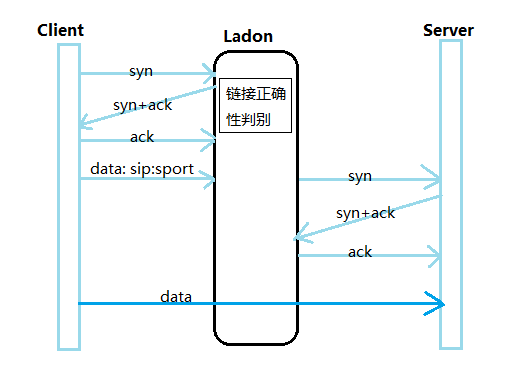 Client
Ladon
Server
syn
链接正确
性判别
syn+ack
ack
data: sip:sport
syn
syn+ack
ack
data